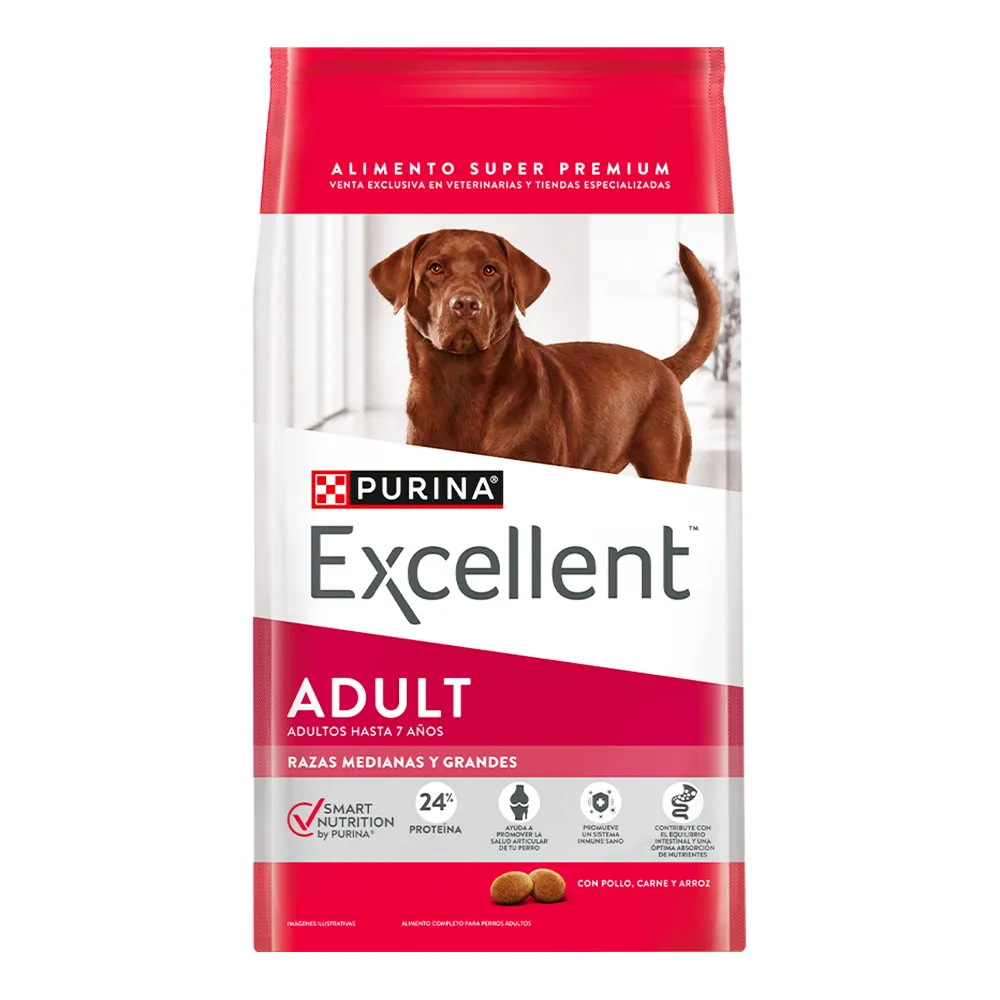 ALIMENTO SUPER PREMIUM
VENTA EXCLUSIVA EN VETERINARIAS Y TIENDAS ESPECIALIZADAS
PURINA®
Excellent™
ADULT
ADULTOS HASTA 7 AÑOS
RAZAS MEDIANAS Y GRANDES
SMART
NUTRITION
by PURINA®
24%
PROTEÍNA
AYUDA A
PROMOVER LA
SALUD ARTICULAR
DE TU PERRO
PROMUEVE
UN SISTEMA
INMUNE SANO
CONTRIBUYE CON
EL EQUILIBRIO
INTESTINAL Y UNA
ÓPTIMA ABSORCIÓN
DE NUTRIENTES
CON POLLO, CARNE Y ARROZ
IMÁGENES ILUSTRATIVAS
ALIMENTO COMPLETO PARA PERROS ADULTOS